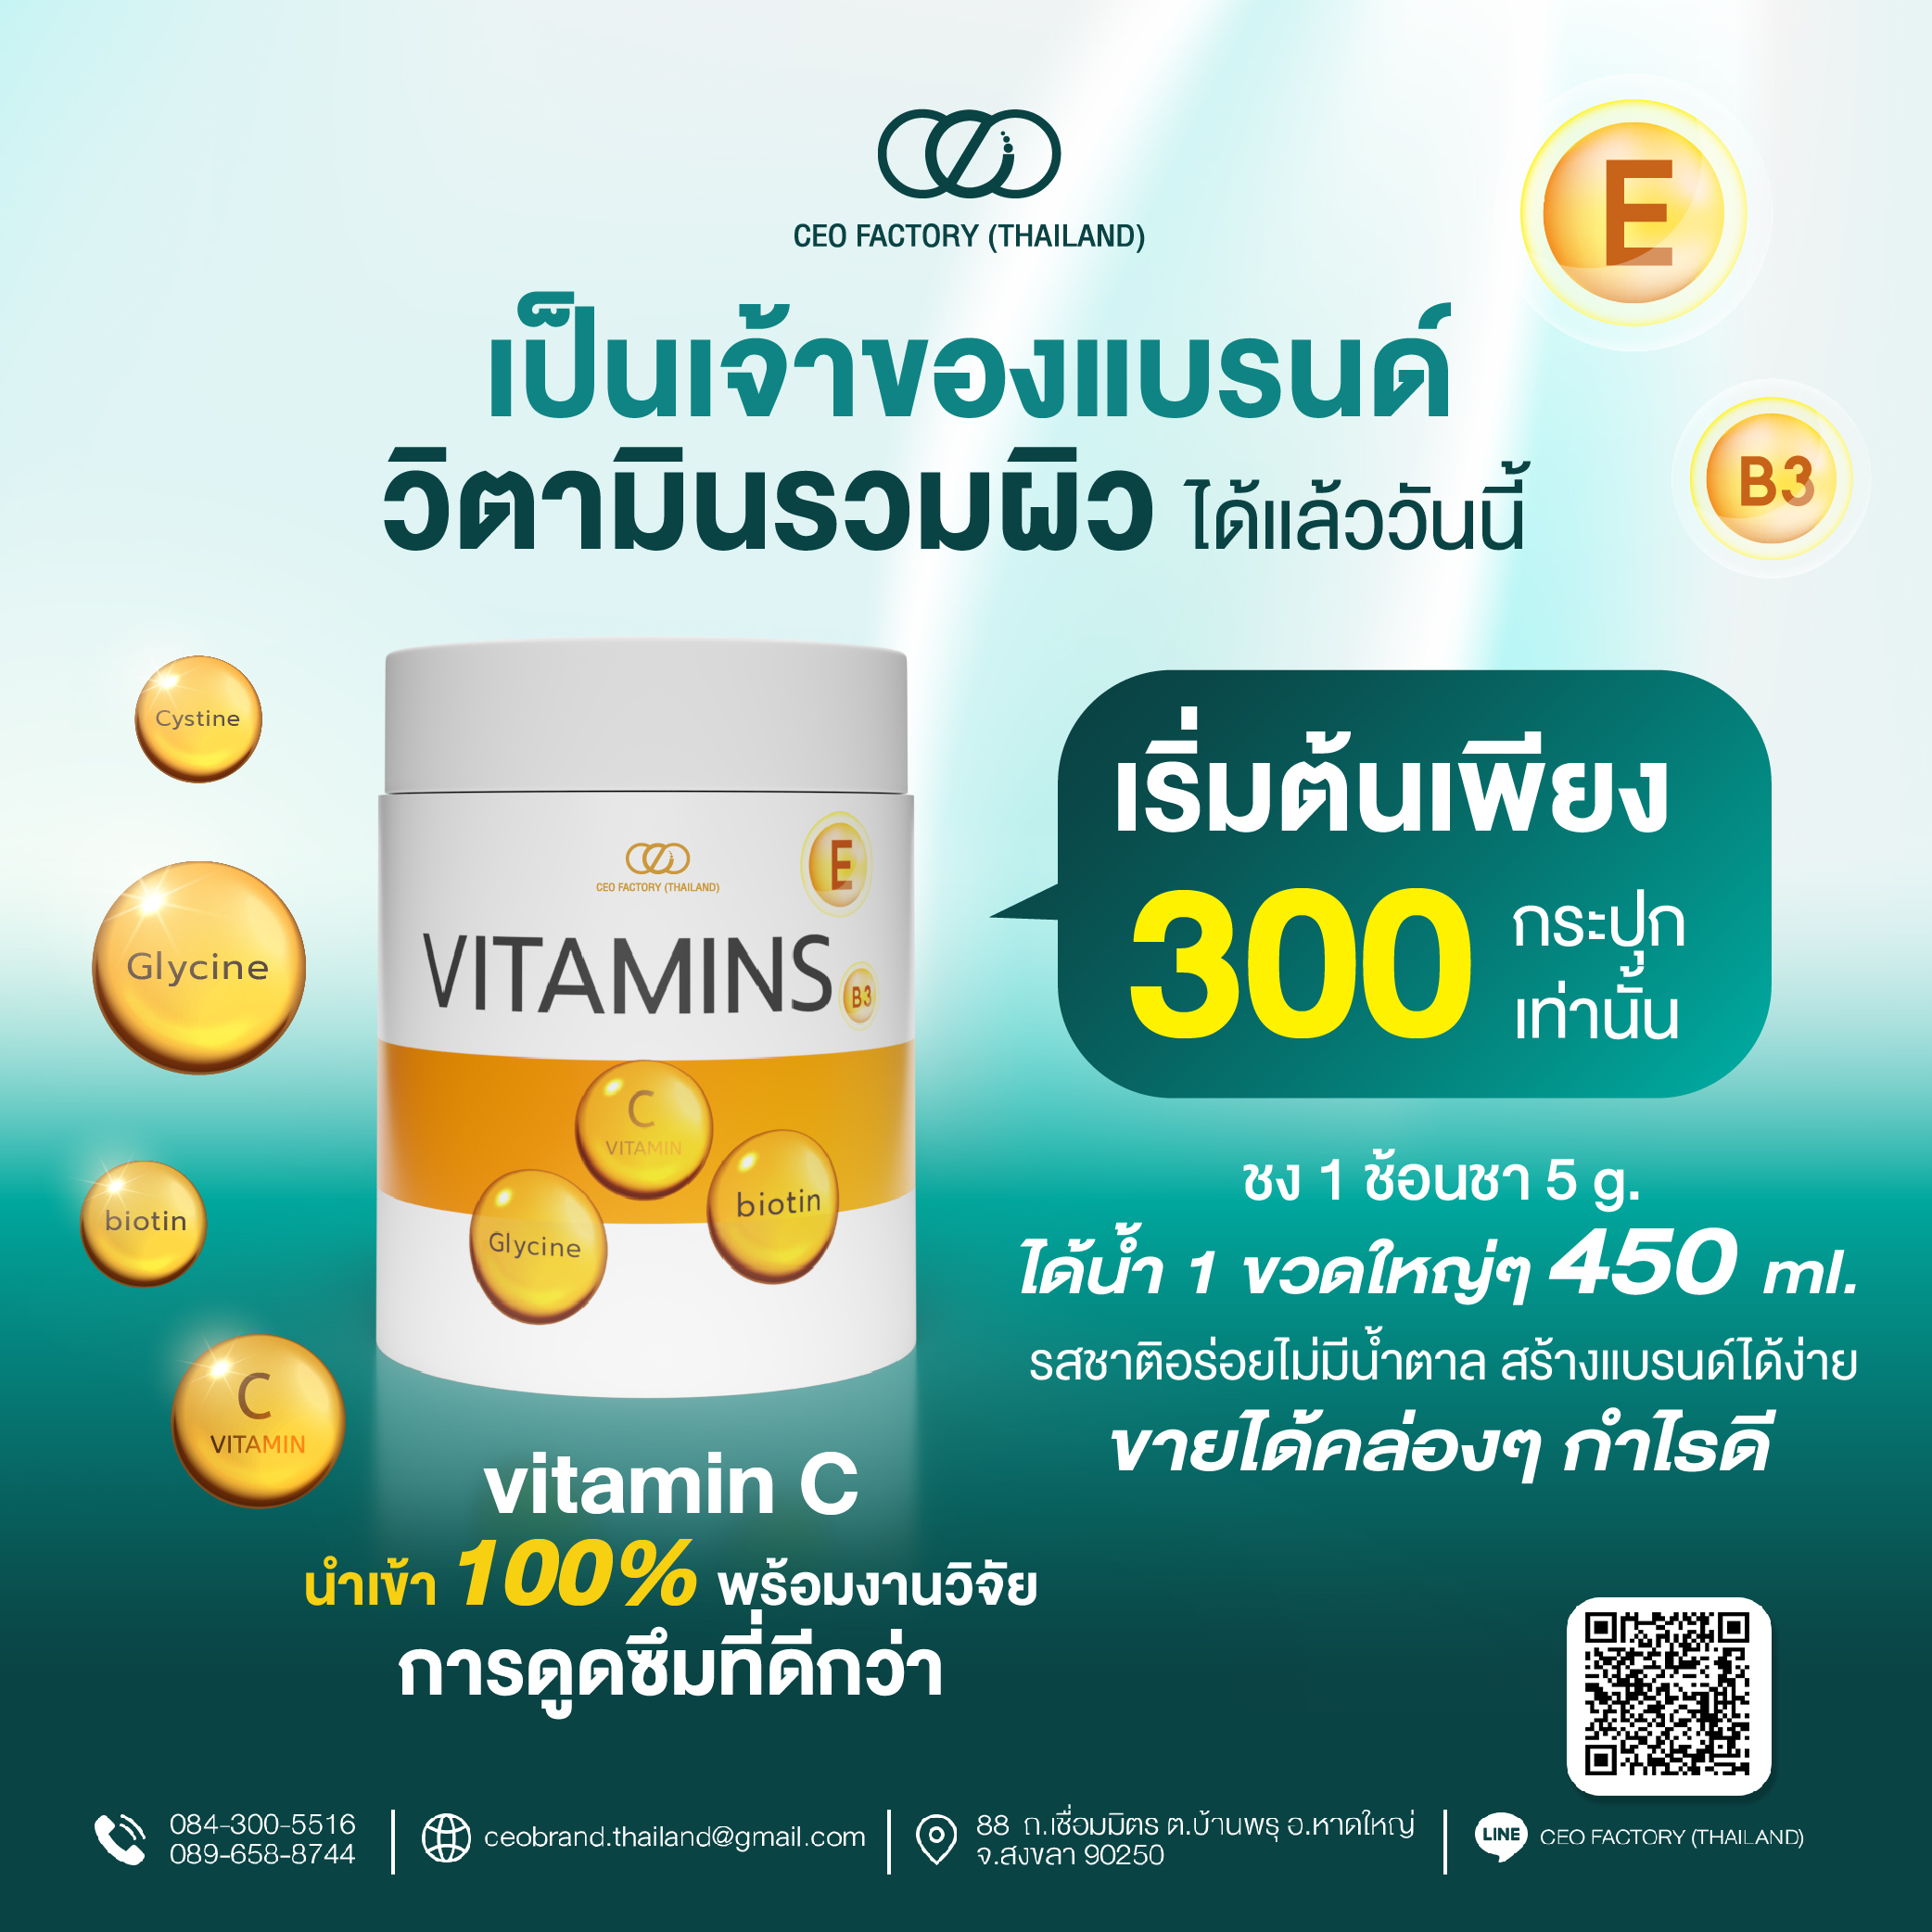 CEO FACTORY (THAILAND)
E
เป็นเจ้าของแบรนด์
B3
วิตามินรวมผิว ได้แล้ววันนี้
Cystine
Glycine
biotin
C
VITAMIN
CEO FACTORY (THAILAND)
E
VITAMINS
B3
C
VITAMIN
Glycine
biotin
เริ่มต้นเพียง
300 กระปุก
เท่านั้น
ชง 1 ช้อนชา 5 g.
ได้น้ำ 1 ขวดใหญ่ๆ 450 ml.
รสชาติอร่อยไม่มีน้ำตาล สร้างแบรนด์ได้ง่าย
ขายได้คล่องๆ กำไรดี
vitamin C
นำเข้า 100% พร้อมงานวิจัย
การดูดซึมที่ดีกว่า
084-300-5516
089-658-8744
ceobrand.thailand@gmail.com
88 ถ.เชื่อมมิตร ต.บ้านพรุ อ.หาดใหญ่
จ.สงขลา 90250
LINE
CEO FACTORY (THAILAND)